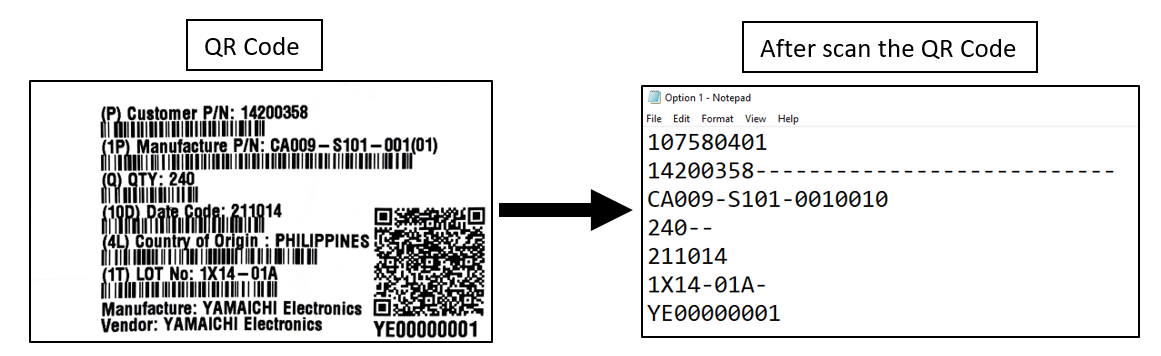 QR Code
(P) Customer P/N: 14200358
(1P) Manufacture P/N: CA009-S101-001(01)
(Q) QTY: 240
(10D) Date Code: 211014
(4L) Country of Origin : PHILIPPINES
(1T) LOT No: 1X14-01A
Manufacture: YAMAICHI Electronics
Vendor: YAMAICHI Electronics
YE00000001
After scan the QR Code
Option 1 - Notepad
File Edit Format View Help
107580401
14200358---------------------------
CA009-S101-0010010
240--
211014
1X14-01A-
YE00000001